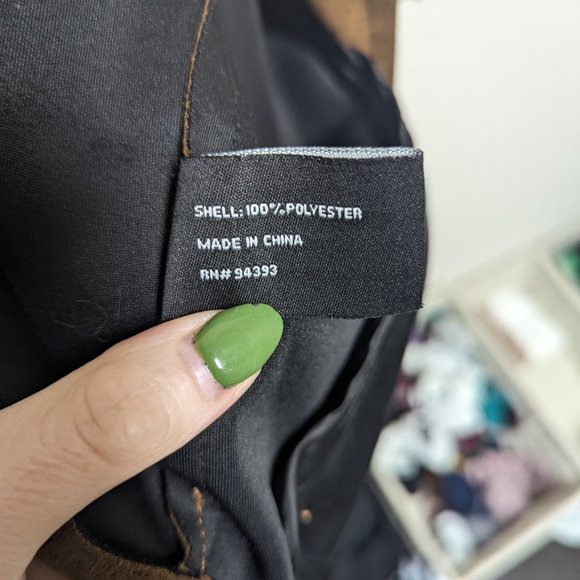 SHELL: 100% POLYESTER
MADE IN CHINA
RN# 94393